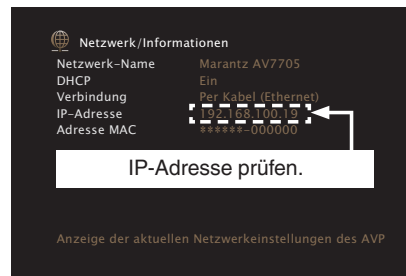 Netzwerk/Informationen
Netzwerk-Name Marantz AV7705
DHCP Ein
Verbindung Per Kabel (Ethernet)
IP-Adresse 192.168.100.19
Adresse MAC ******-000000
IP-Adresse prüfen.
Anzeige der aktuellen Netzwerkeinstellungen des AVP